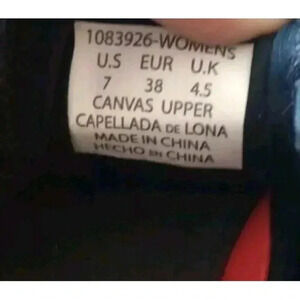 1083926-WOMENS
U.S EUR U.K
7 38 4.5
CANVAS UPPER
CAPELLADA DE LONA
MADE IN CHINA
HECHO EN CHINA